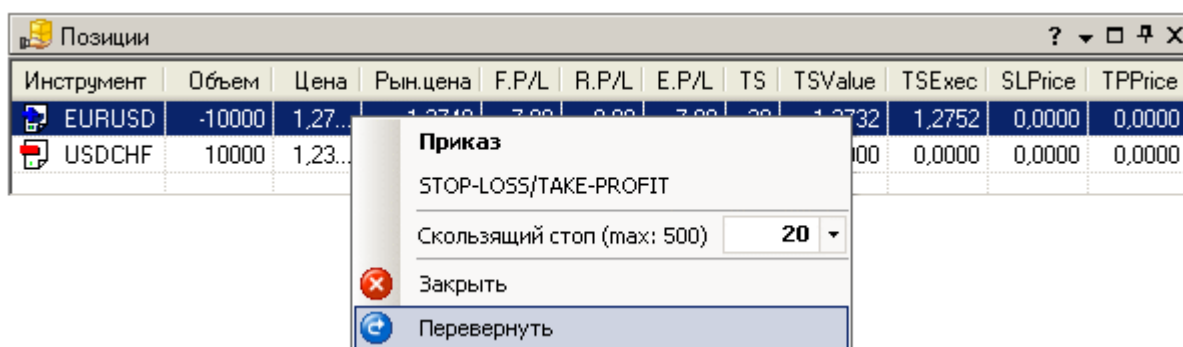 Позиции ?
Инструмент Объем Цена Рын.цена F.P/L R.P/L E.P/L TS TSValue TSExec SLPrice TPPrice
EURUSD -10000 1,27... 1,2752 0,0000 0,0000
USDCHF 10000 1,23... 0,0000 0,0000 0,0000
Приказ
STOP-LOSS/TAKE-PROFIT
Скользящий стоп (max: 500) 20
Закрыть
Перевернуть